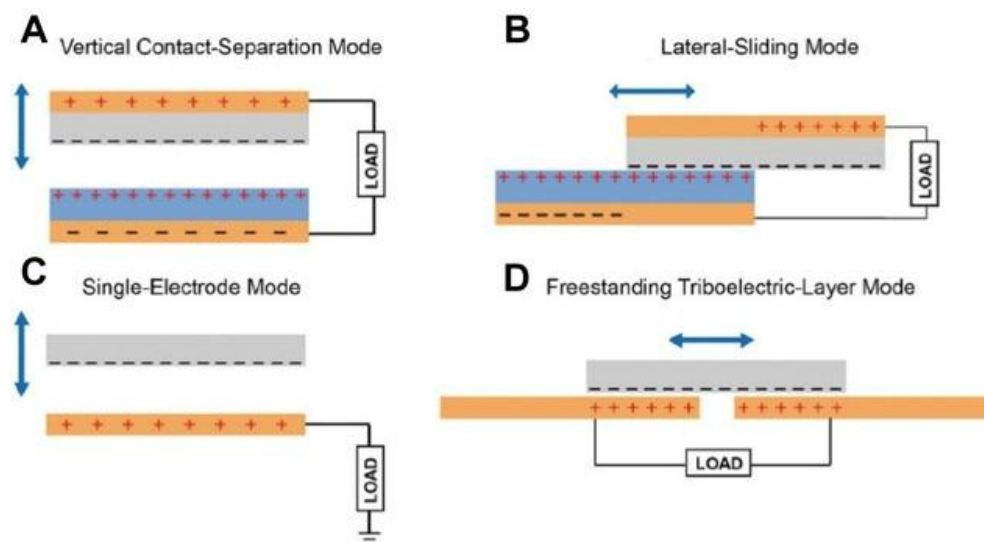 A
Vertical Contact-Separation Mode
LOAD
B
Lateral-Sliding Mode
LOAD
C
Single-Electrode Mode
LOAD
D
Freestanding Triboelectric-Layer Mode
LOAD